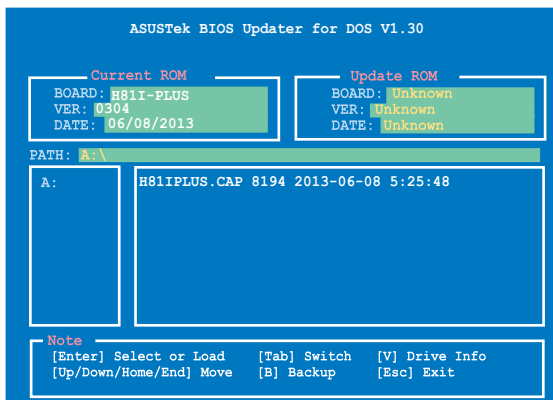 ASUSTek BIOS Updater for DOS V1.30
Current ROM
BOARD: H81I-PLUS
VER: 0304
DATE: 06/08/2013
Update ROM
BOARD: Unknown
VER: Unknown
DATE: Unknown
PATH: A:\
A:
H81IPLUS.CAP 8194 2013-06-08 5:25:48
Note
[Enter] Select or Load [Tab] Switch [V] Drive Info
[Up/Down/Home/End] Move [B] Backup [Esc] Exit